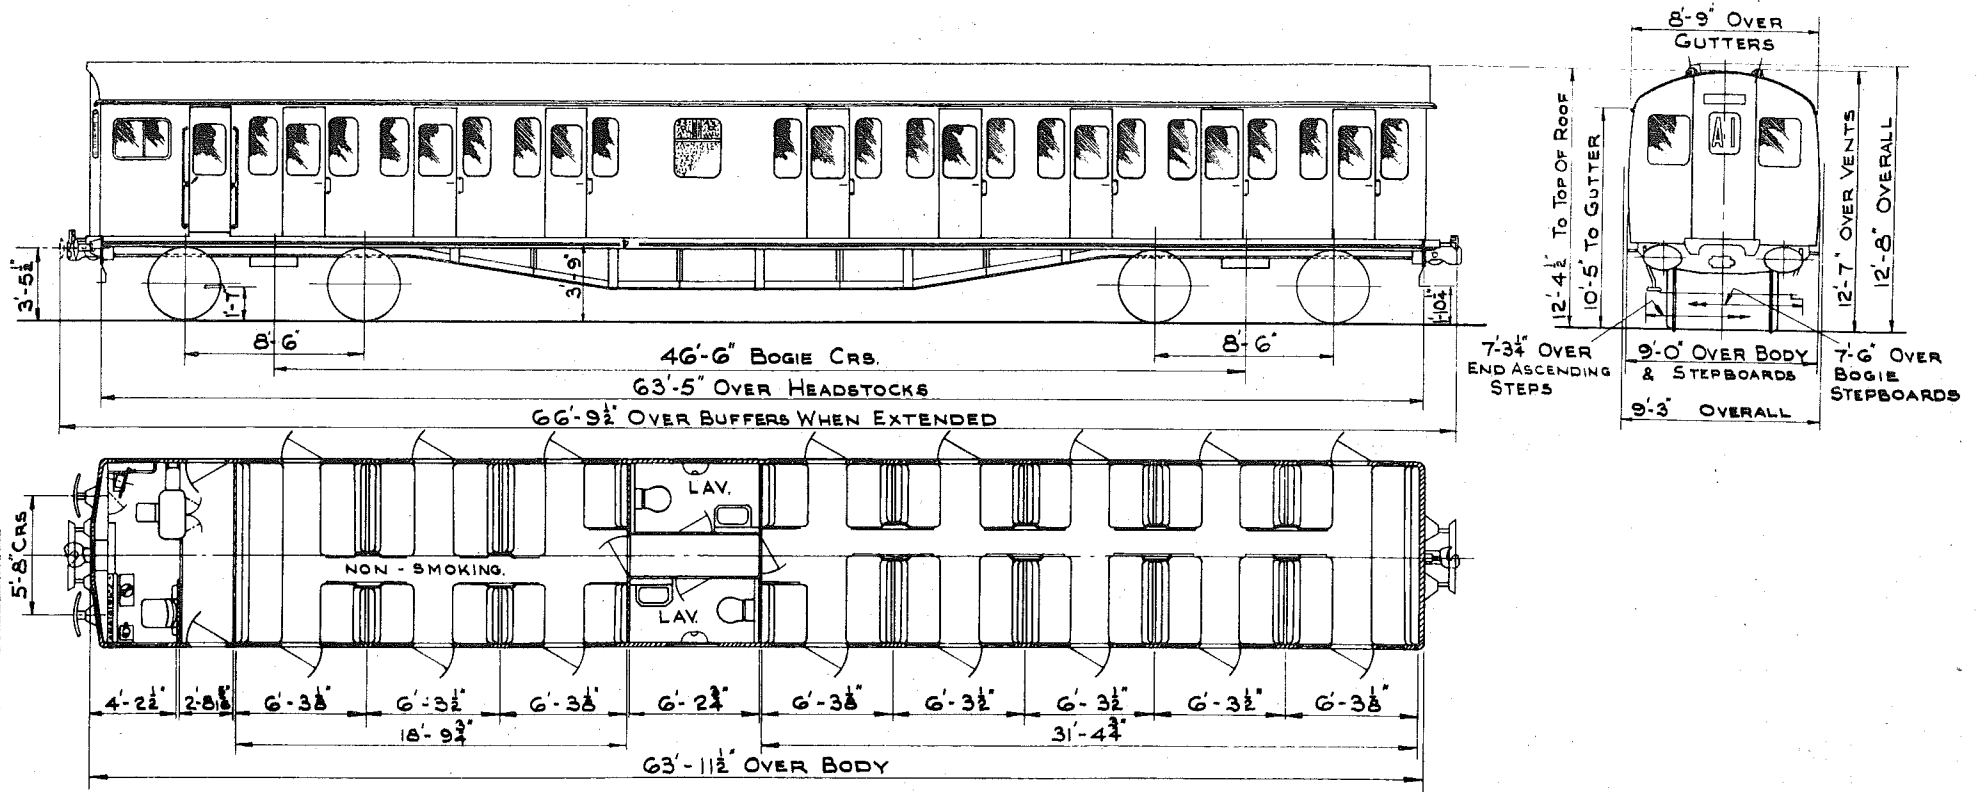 8'-9" OVER
GUTTERS
A1
12'-4½" TO TOP OF ROOF
10'-5" TO GUTTER
12'-7" OVER VENTS
12'-8" OVERALL
3'-5½"
1'-7"
3'-9"
1'-10¼"
8'-6"
46'-6" BOGIE CRS.
8'-6"
63'-5" OVER HEADSTOCKS
66'-9½" OVER BUFFERS WHEN EXTENDED
7'-3¼" OVER
END ASCENDING
STEPS
9'-0" OVER BODY
& STEPBOARDS
9'-3" OVERALL
7'-6" OVER
BOGIE
STEPBOARDS
5'-8" CRS
LAV.
NON - SMOKING.
LAV.
4'-2½" 6'-3⅛" 6'-3½" 6'-3⅛" 6'-2¾" 6'-3⅛" 6'-3½" 6'-3½" 6'-3½" 6'-3⅛"
18'-9¾" 31'-4¾"
63'-11½" OVER BODY